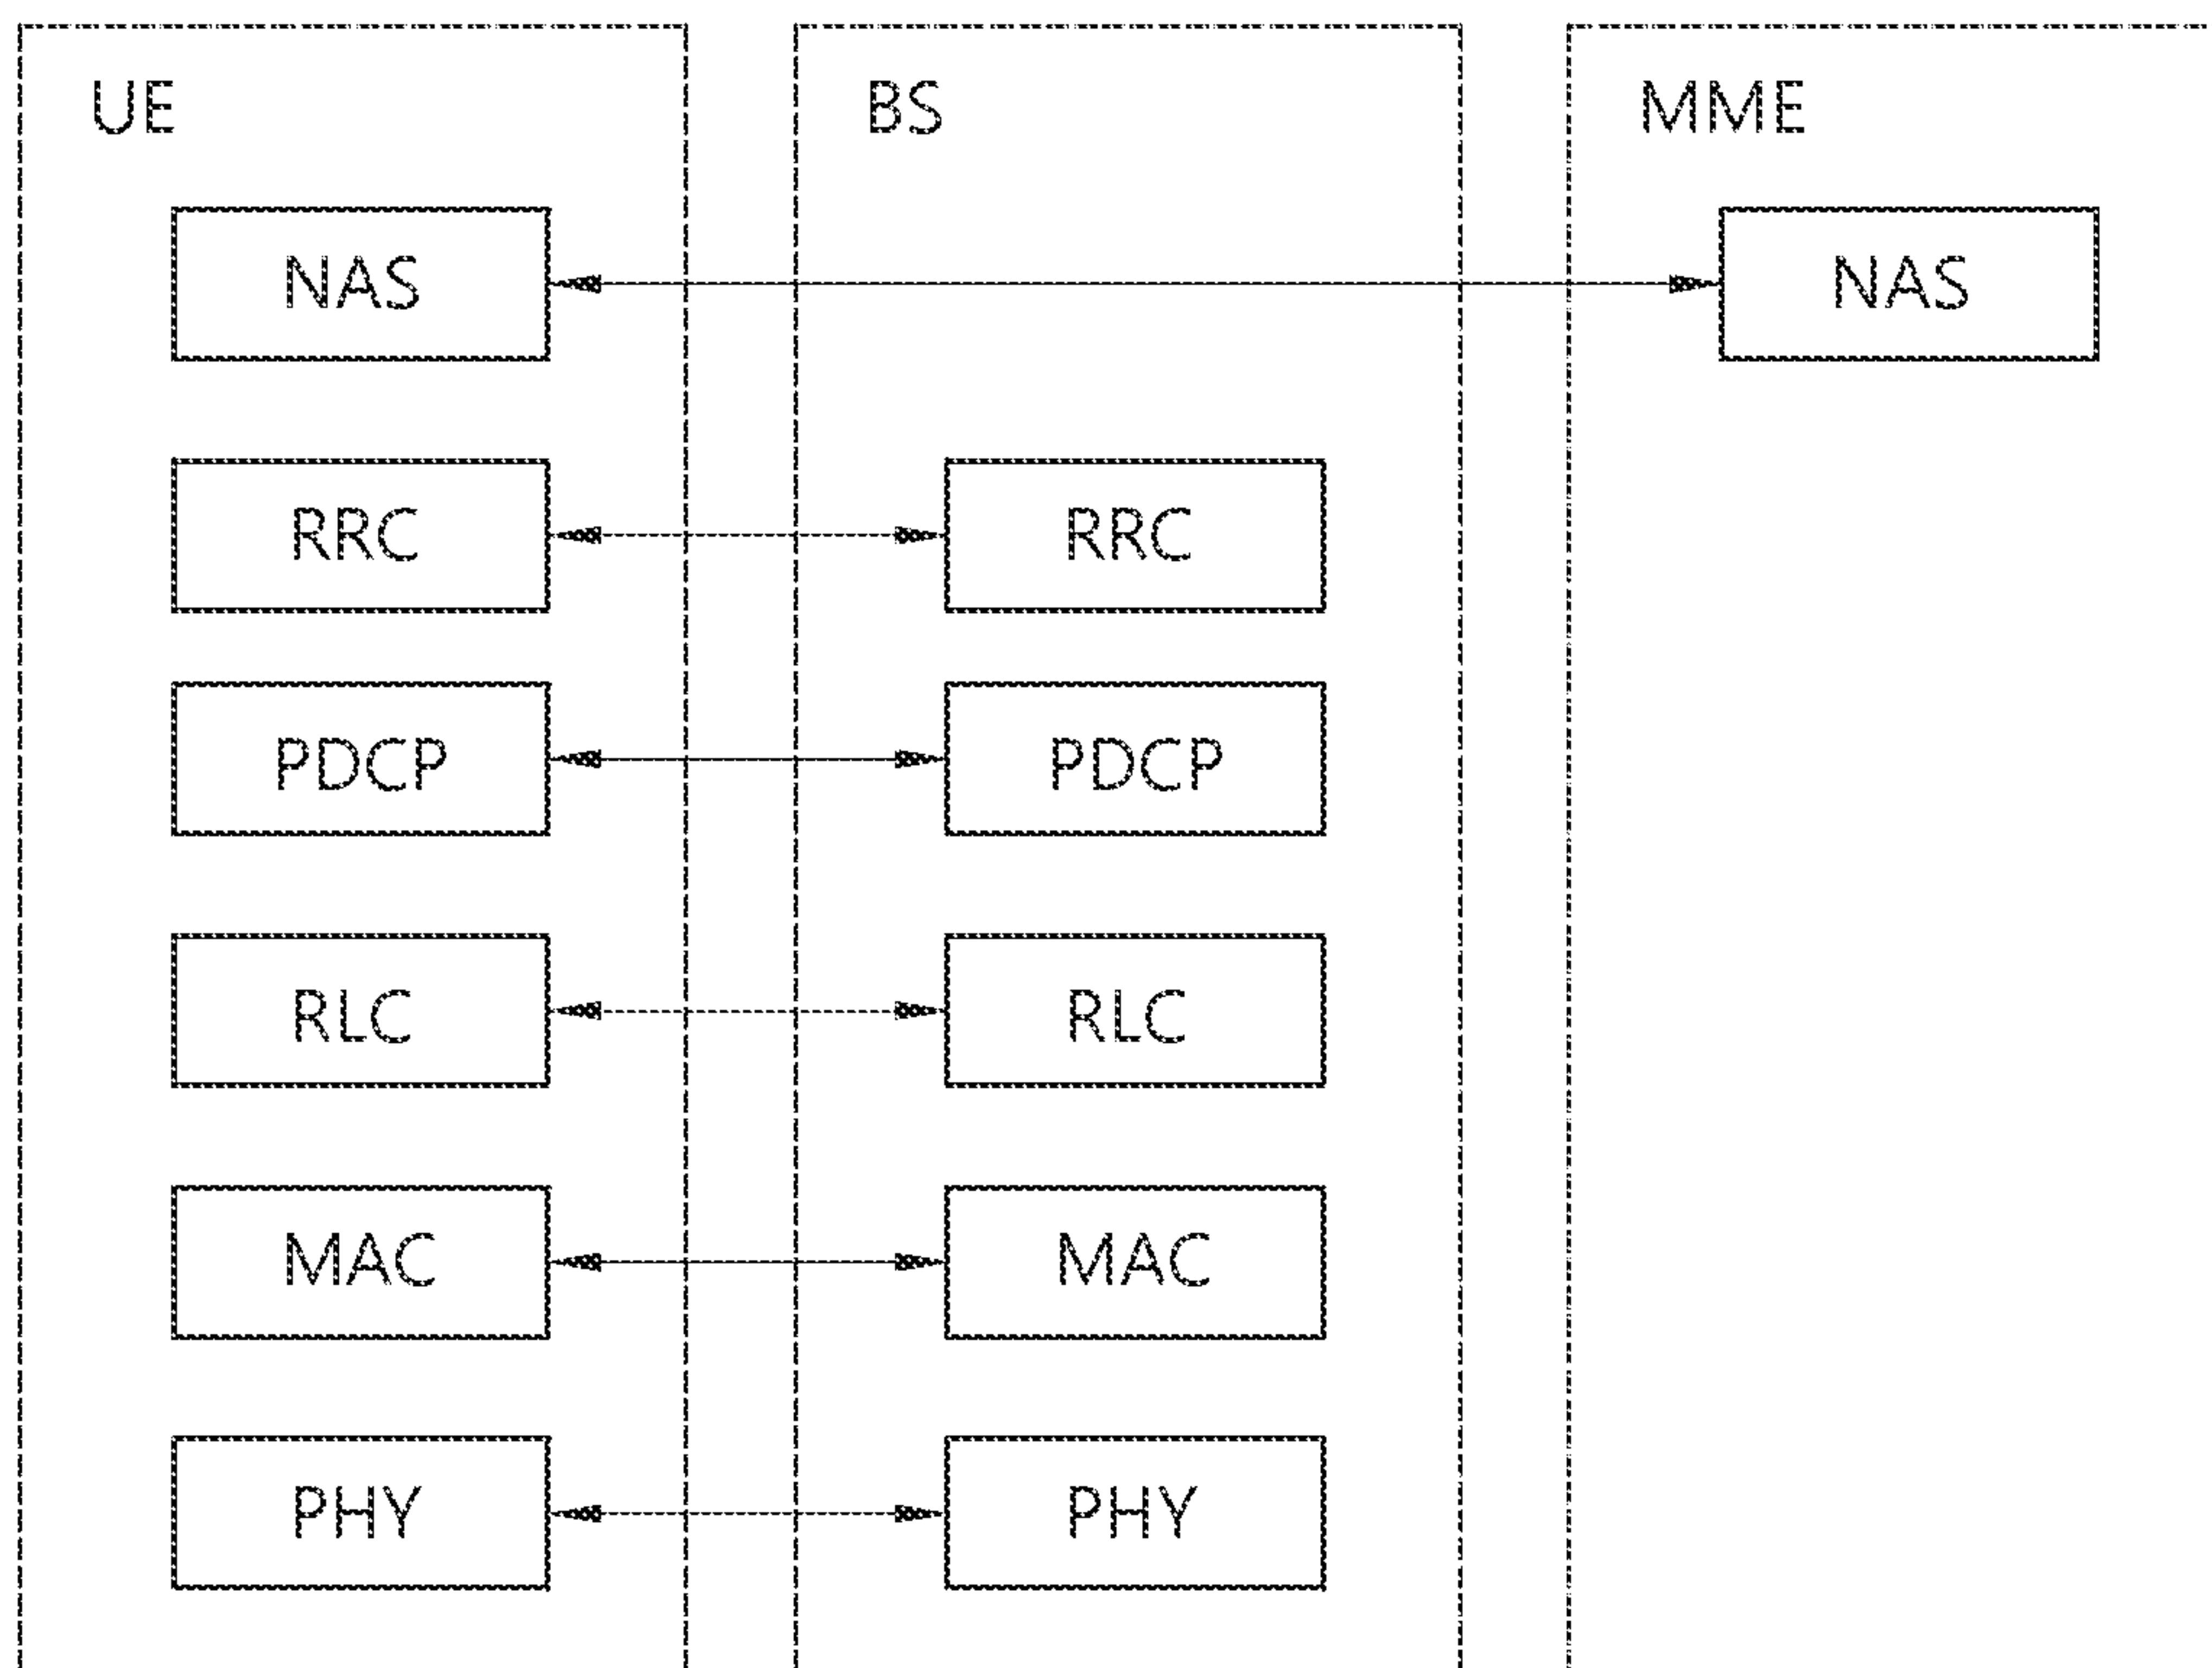 UE BS MME
NAS NAS
RRC RRC
PDCP PDCP
RLC RLC
MAC MAC
PHY PHY